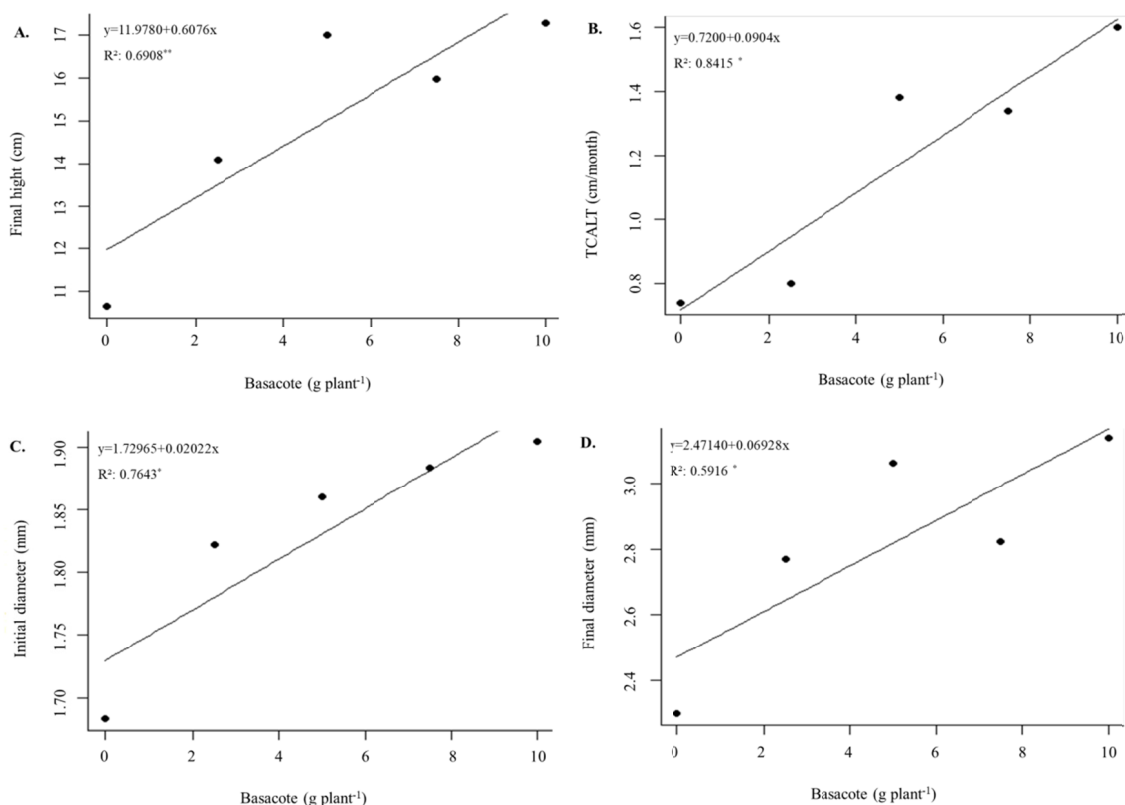 A.
y=11.9780+0.6076x
R²: 0.6908**
Final hight (cm)
17
16
15
14
13
12
11
0 2 4 6 8 10
Basacote (g plant-1)
B.
y=0.7200+0.0904x
R²: 0.8415 *
TCALT (cm/month)
1.6
1.4
1.2
1.0
0.8
0 2 4 6 8 10
Basacote (g plant-1)
C.
y=1.72965+0.02022x
R²: 0.7643*
Initial diameter (mm)
1.90
1.85
1.80
1.75
1.70
0 2 4 6 8 10
Basacote (g plant-1)
D.
y=2.47140+0.06928x
R²: 0.5916 *
Final diameter (mm)
3.0
2.8
2.6
2.4
0 2 4 6 8 10
Basacote (g plant-1)